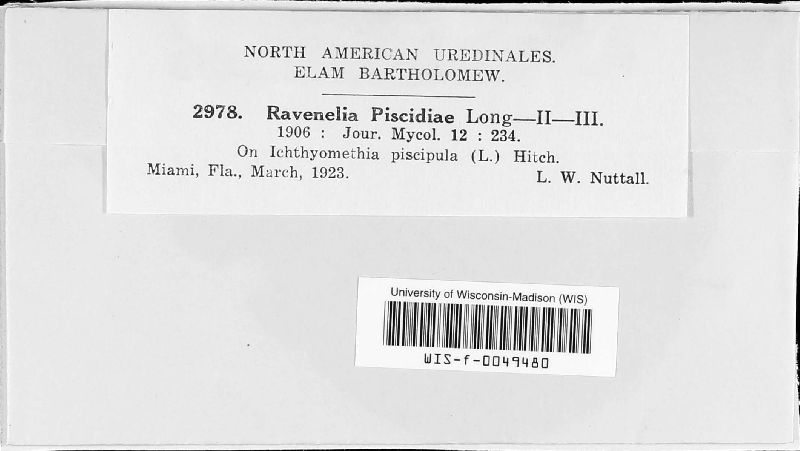 NORTH AMERICAN UREDINALES.
ELAM BARTHOLOMEW.
2978. Ravenelia Piscidiae Long—II—III.
1906 : Jour. Mycol. 12 : 234.
On Ichthyomethia piscipula (L.) Hitch.
Miami, Fla., March, 1923. L. W. Nuttall.
University of Wisconsin-Madison (WIS)
WIS-f-0049480